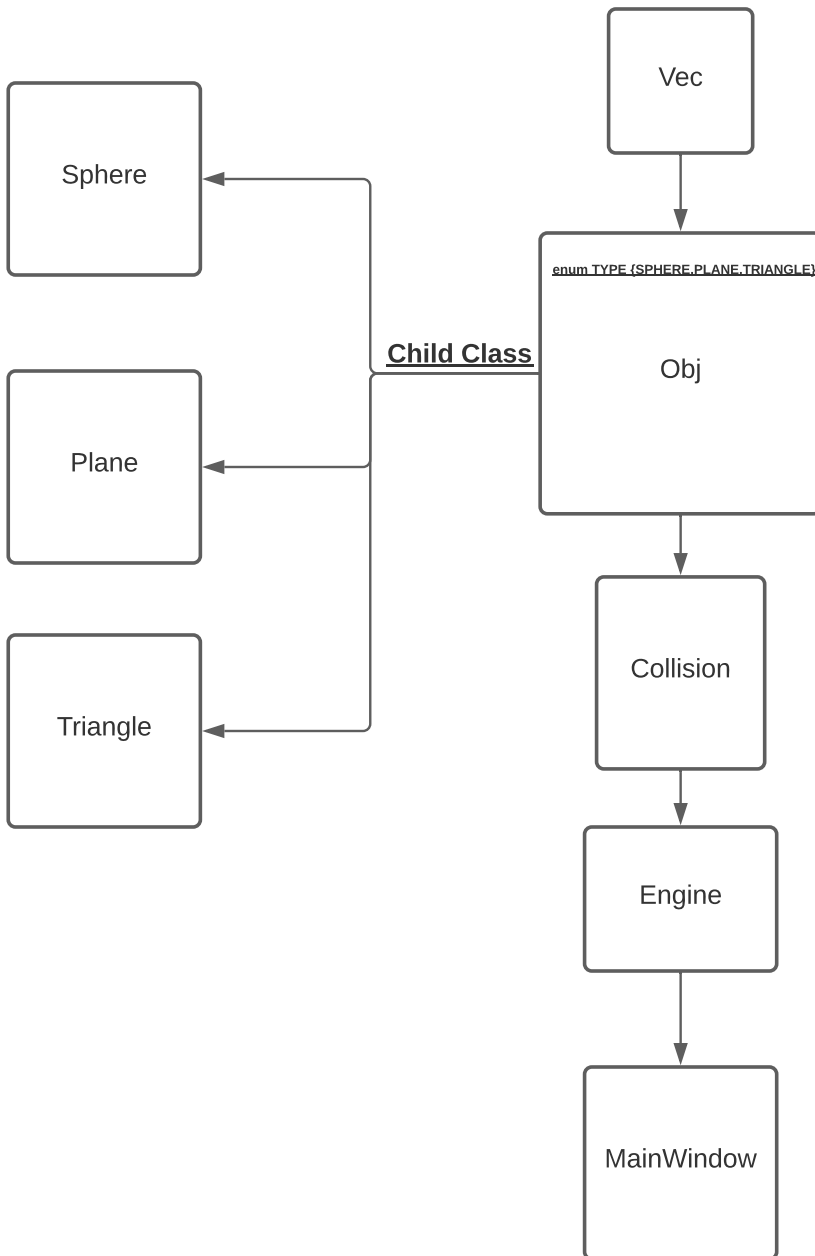 Vec
Sphere
enum TYPE {SPHERE,PLANE,TRIANGLE}
Child Class
Obj
Plane
Collision
Triangle
Engine
MainWindow